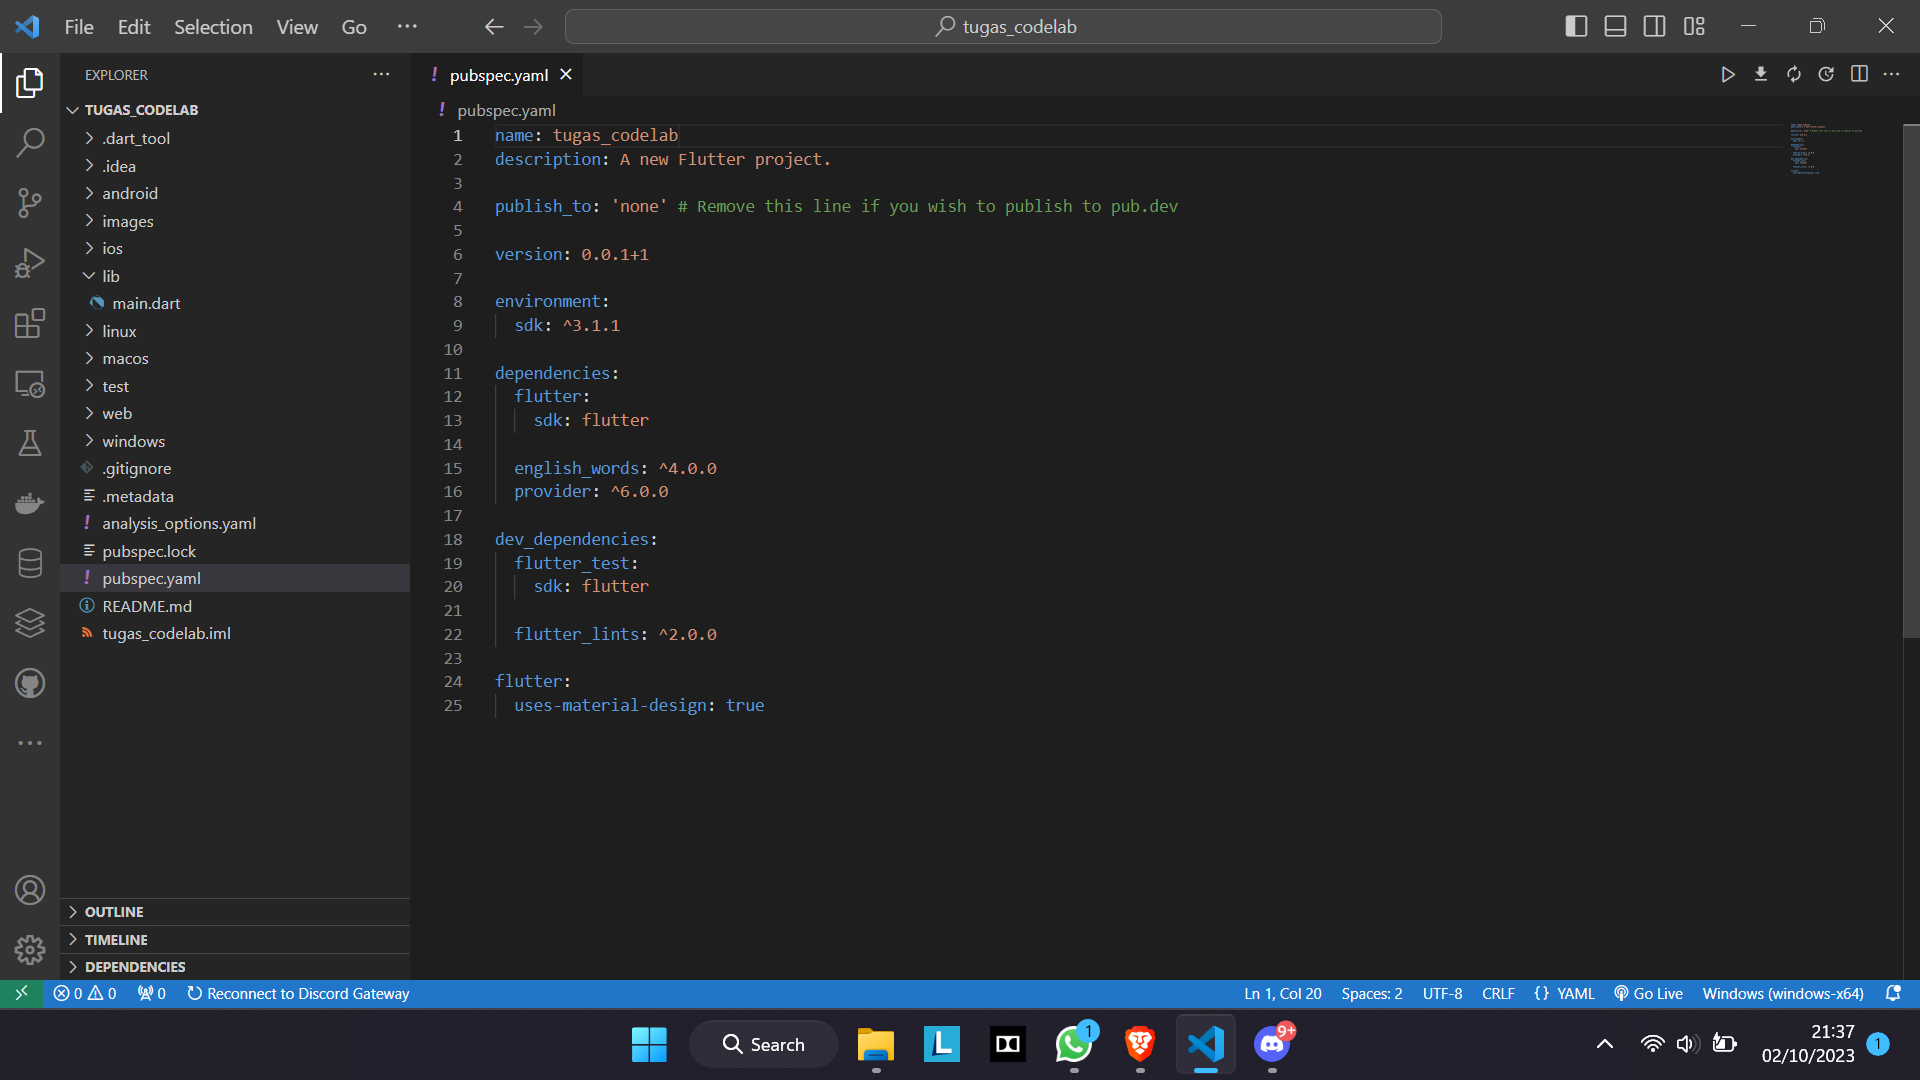 File Edit Selection View Go ···
tugas_codelab
EXPLORER
TUGAS_CODELAB
.dart_tool
.idea
android
images
ios
lib
main.dart
linux
macos
test
web
windows
.gitignore
.metadata
analysis_options.yaml
pubspec.lock
pubspec.yaml
README.md
tugas_codelab.iml
OUTLINE
TIMELINE
DEPENDENCIES
! pubspec.yaml
! pubspec.yaml
1 name: tugas_codelab
2 description: A new Flutter project.
3
4 publish_to: 'none' # Remove this line if you wish to publish to pub.dev
5
6 version: 0.0.1+1
7
8 environment:
9 sdk: ^3.1.1
10
11 dependencies:
12 flutter:
13 sdk: flutter
14
15 english_words: ^4.0.0
16 provider: ^6.0.0
17
18 dev_dependencies:
19 flutter_test:
20 sdk: flutter
21
22 flutter_lints: ^2.0.0
23
24 flutter:
25 uses-material-design: true
0 0 0 Reconnect to Discord Gateway Ln 1, Col 20 Spaces: 2 UTF-8 CRLF {} YAML Go Live Windows (windows-x64)
Search
L
1
9+
21:37
02/10/2023
1